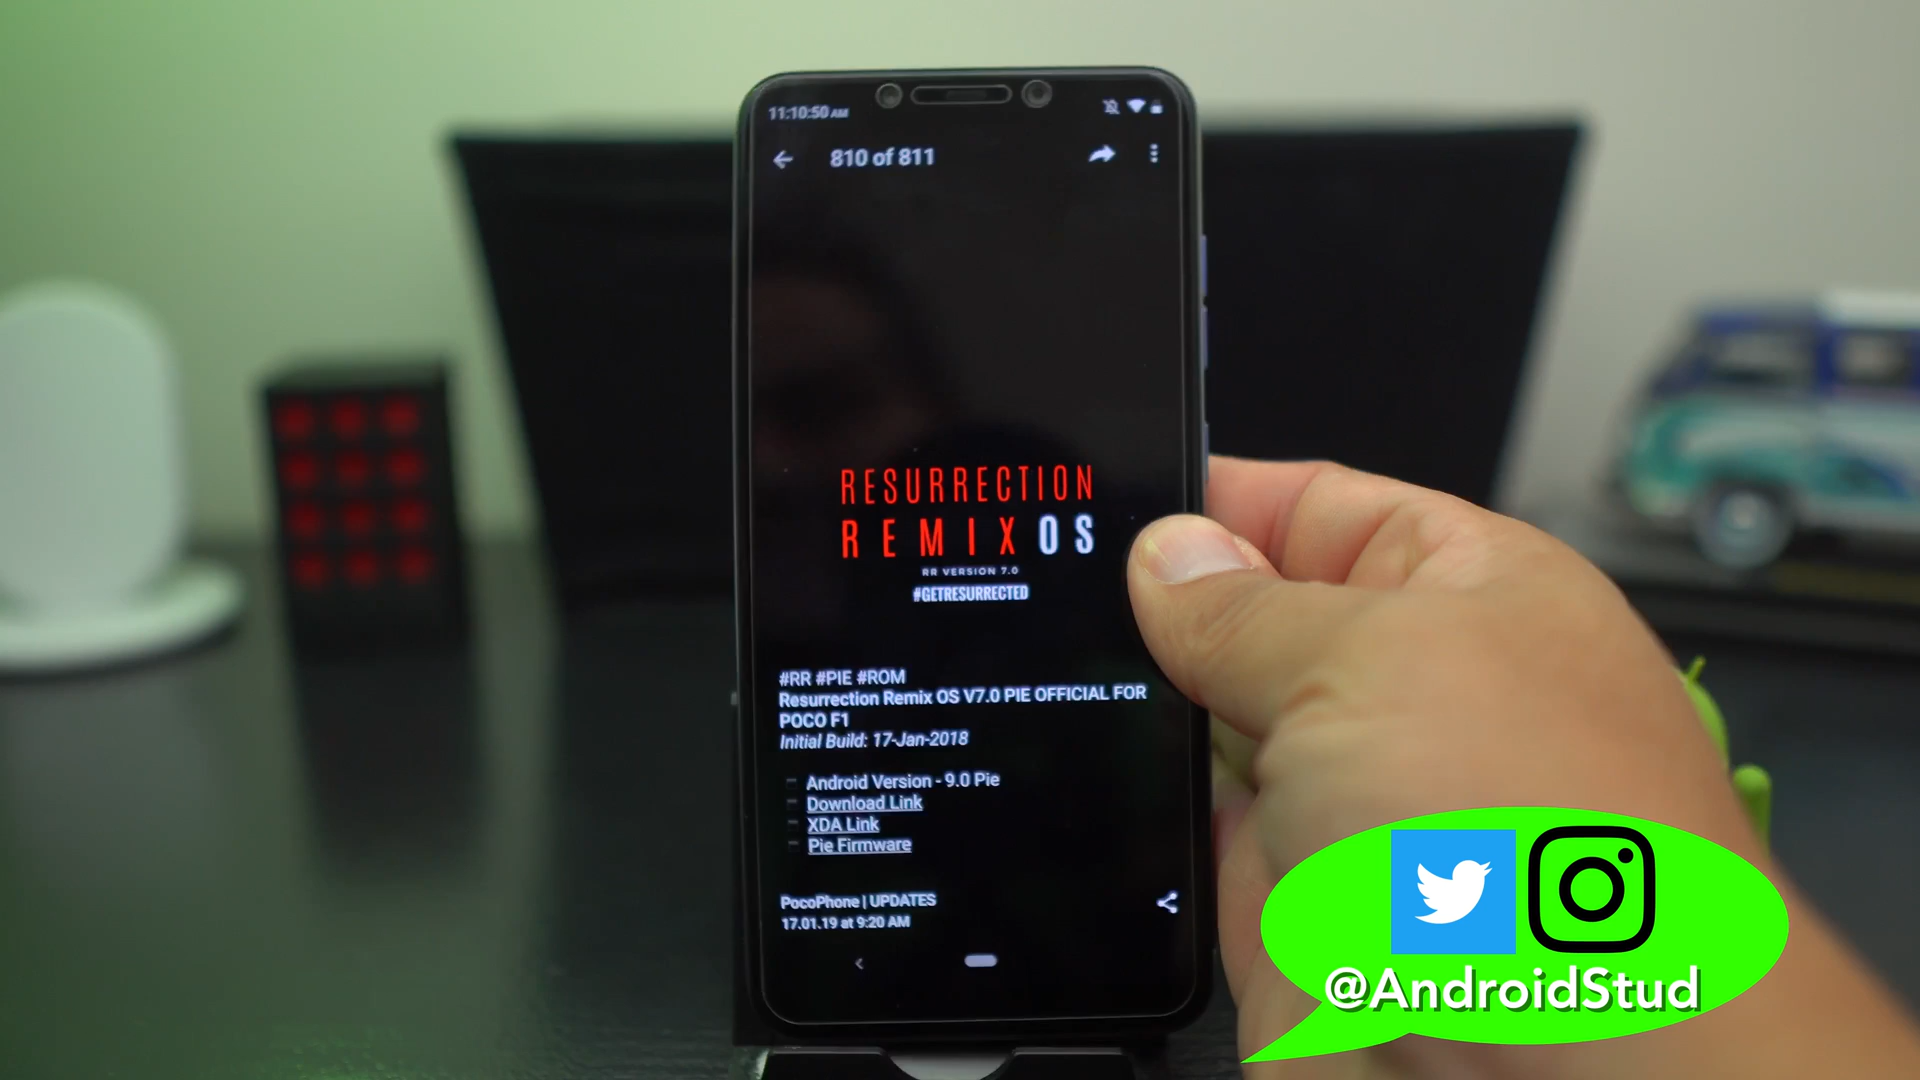 11:10:50 AM
810 of 811
RESURRECTION
REMIX OS
RR VERSION 7.0
#GETRESURRECTED
#RR #PIE #ROM
Resurrection Remix OS V7.0 PIE OFFICIAL FOR
POCO F1
Initial Build: 17-Jan-2018
Android Version - 9.0 Pie
Download Link
XDA Link
Pie Firmware
PocoPhone | UPDATES
17.01.19 at 9:20 AM
@AndroidStud